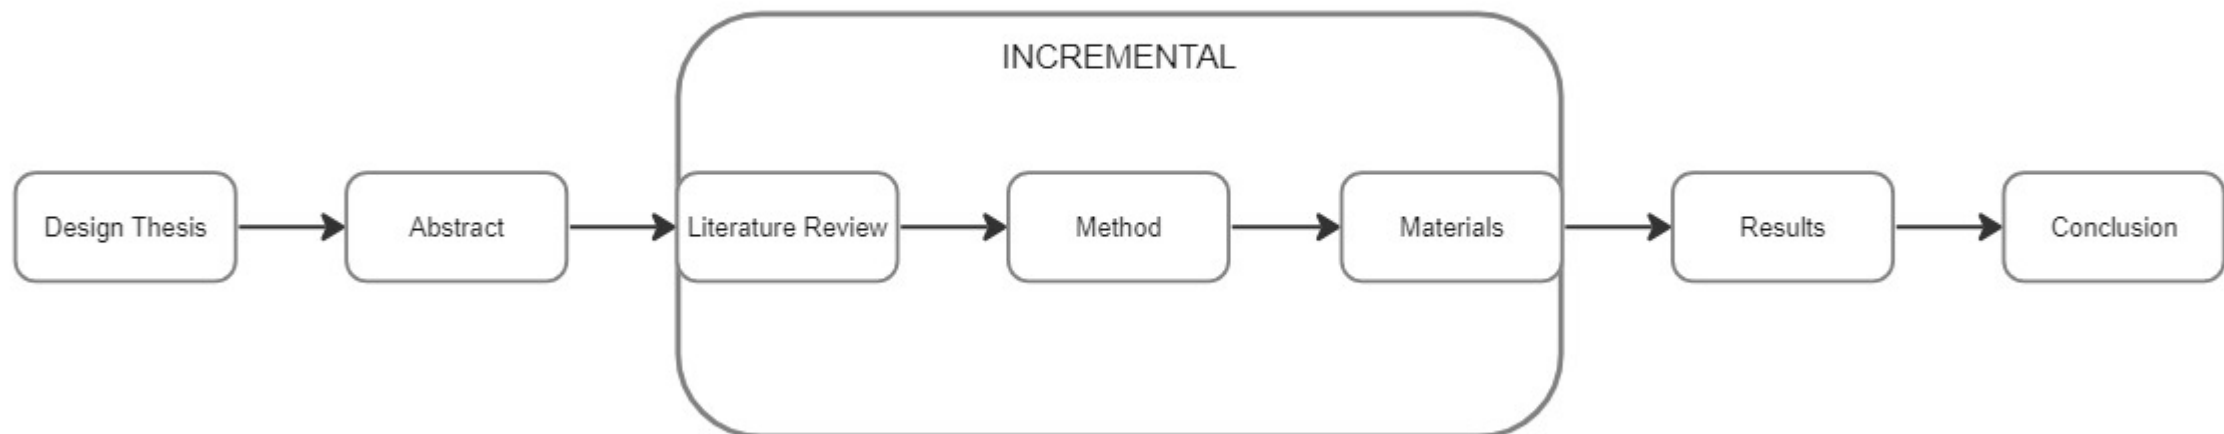 INCREMENTAL
Design Thesis
Abstract
Literature Review
Method
Materials
Results
Conclusion